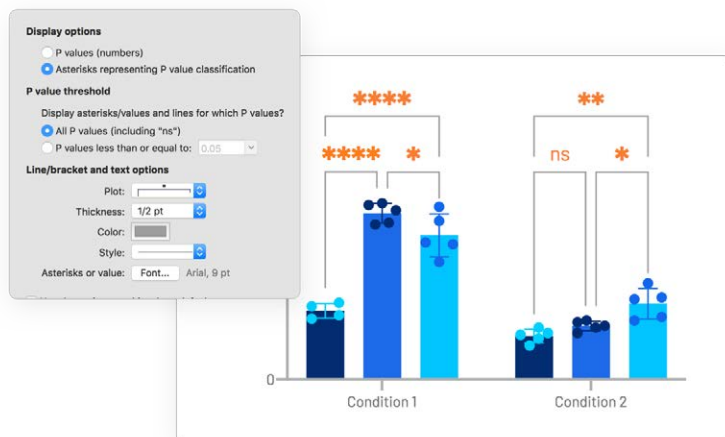 Display options
P values (numbers)
Asterisks representing P value classification
P value threshold
Display asterisks/values and lines for which P values?
All P values (including "ns")
P values less than or equal to: 0.05
Line/bracket and text options
Plot:
Thickness: 1/2 pt
Color:
Style:
Asterisks or value: Font... Arial, 9 pt
**** **
**** * ns *
0
Condition 1 Condition 2